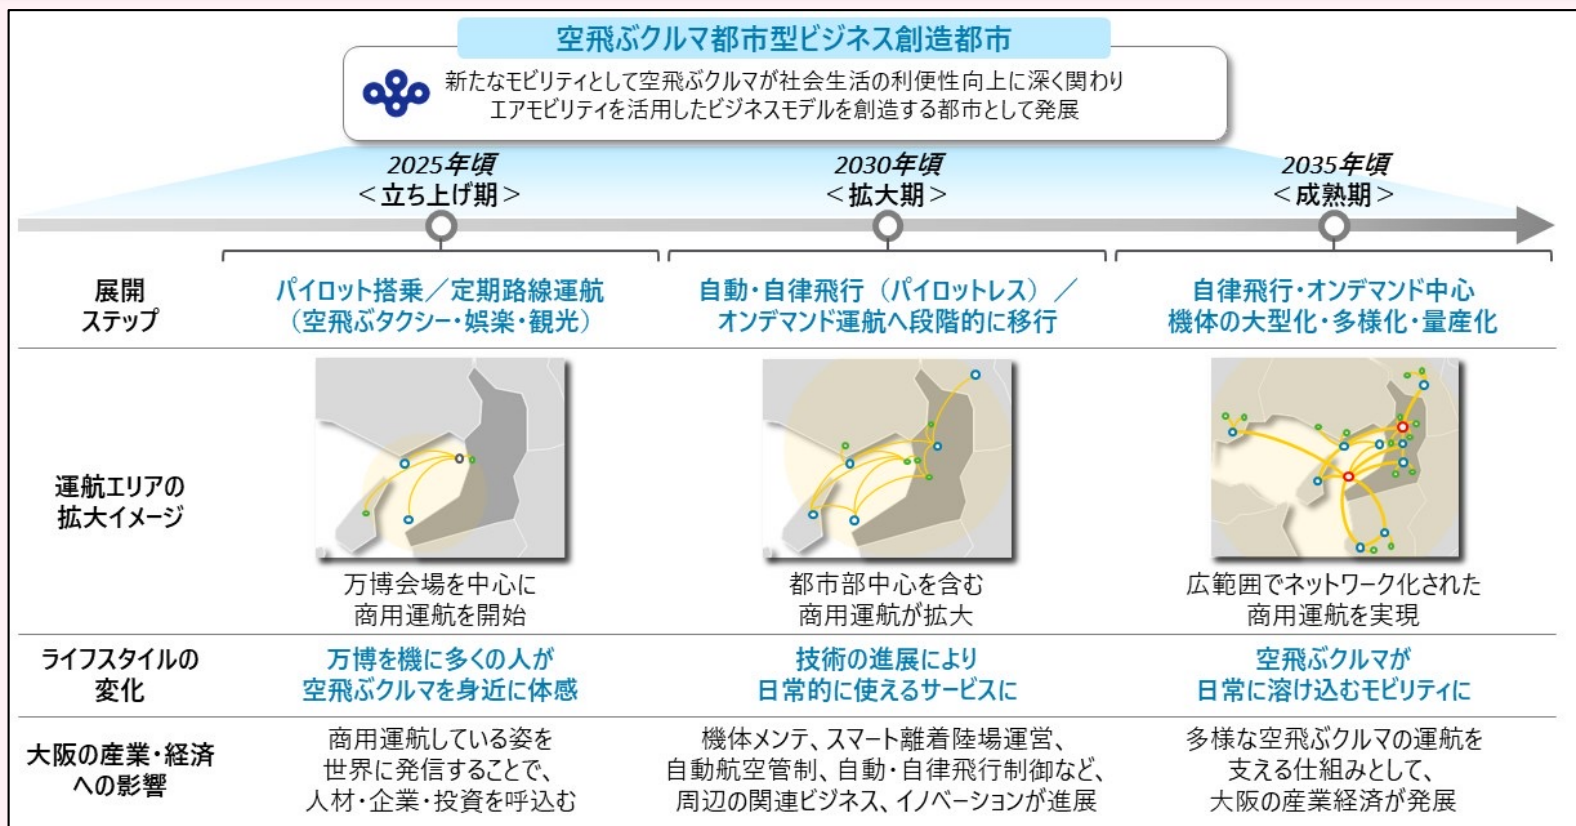 空飛ぶクルマ都市型ビジネス創造都市
新たなモビリティとして空飛ぶクルマが社会生活の利便性向上に深く関わり
エアモビリティを活用したビジネスモデルを創造する都市として発展
2025年頃
＜立ち上げ期＞
2030年頃
＜拡大期＞
2035年頃
＜成熟期＞
展開
ステップ
パイロット搭乗／定期路線運航
（空飛ぶタクシー・娯楽・観光）
自動・自律飛行（パイロットレス）／
オンデマンド運航へ段階的に移行
自律飛行・オンデマンド中心
機体の大型化・多様化・量産化
運航エリアの
拡大イメージ
万博会場を中心に
商用運航を開始
都市部中心を含む
商用運航が拡大
広範囲でネットワーク化された
商用運航を実現
ライフスタイルの
変化
万博を機に多くの人が
空飛ぶクルマを身近に体感
技術の進展により
日常的に使えるサービスに
空飛ぶクルマが
日常に溶け込むモビリティに
大阪の産業・経済
への影響
商用運航している姿を
世界に発信することで、
人材・企業・投資を呼込む
機体メンテ、スマート離着陸場運営、
自動航空管制、自動・自律飛行制御など、
周辺の関連ビジネス、イノベーションが進展
多様な空飛ぶクルマの運航を
支える仕組みとして、
大阪の産業経済が発展